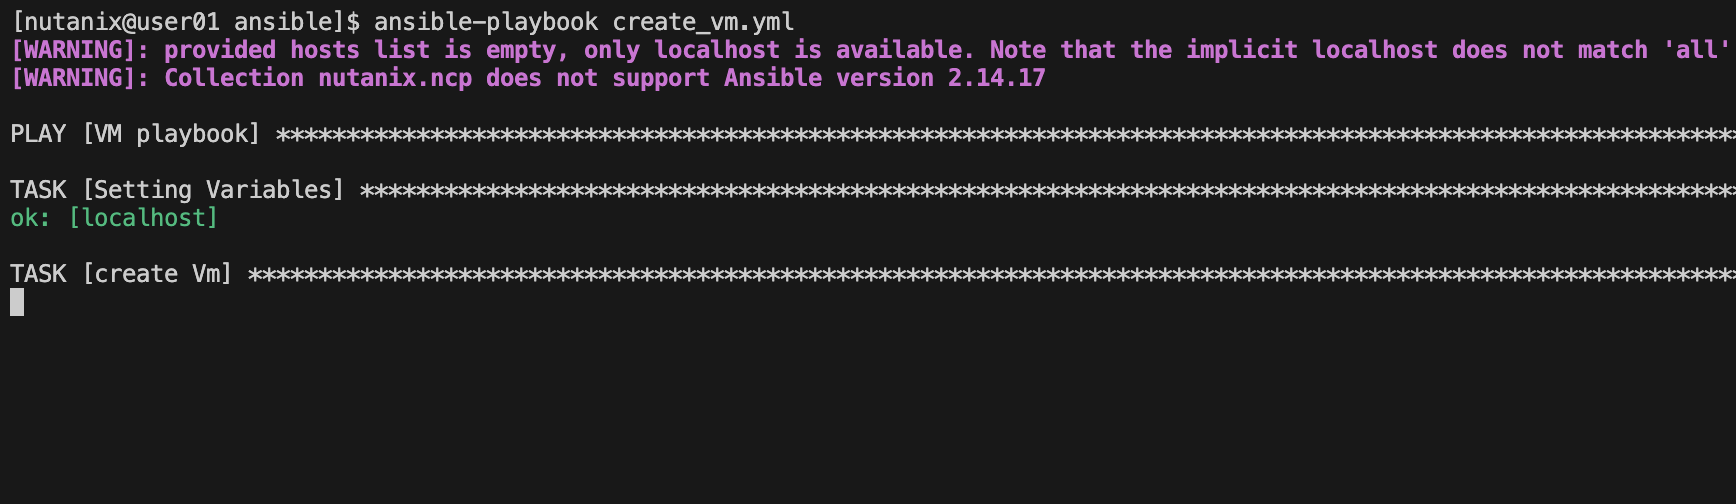 [nutanix@user01 ansible]$ ansible-playbook create_vm.yml
[WARNING]: provided hosts list is empty, only localhost is available. Note that the implicit localhost does not match 'all'
[WARNING]: Collection nutanix.ncp does not support Ansible version 2.14.17
PLAY [VM playbook] *********************************************************************************************************
TASK [Setting Variables] ***************************************************************************************************
ok: [localhost]
TASK [create Vm] ***********************************************************************************************************